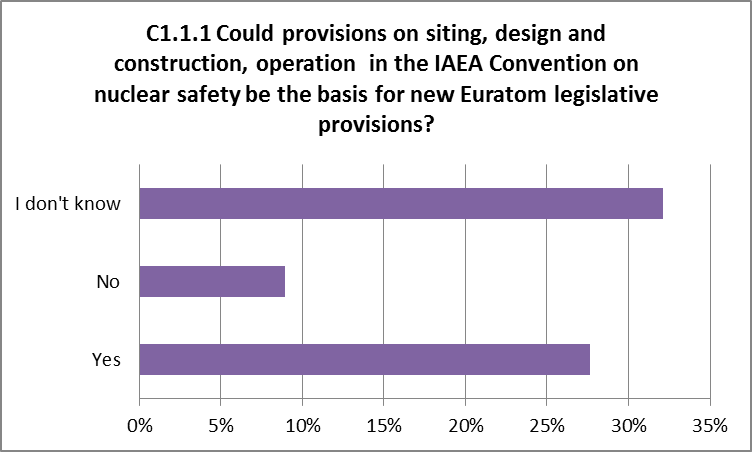 C1.1.1 Could provisions on siting, design and
construction, operation  in the IAEA Convention on
nuclear safety be the basis for new Euratom legislative
provisions?
I don't know
No
Yes
0% 5% 10% 15% 20% 25% 30% 35%